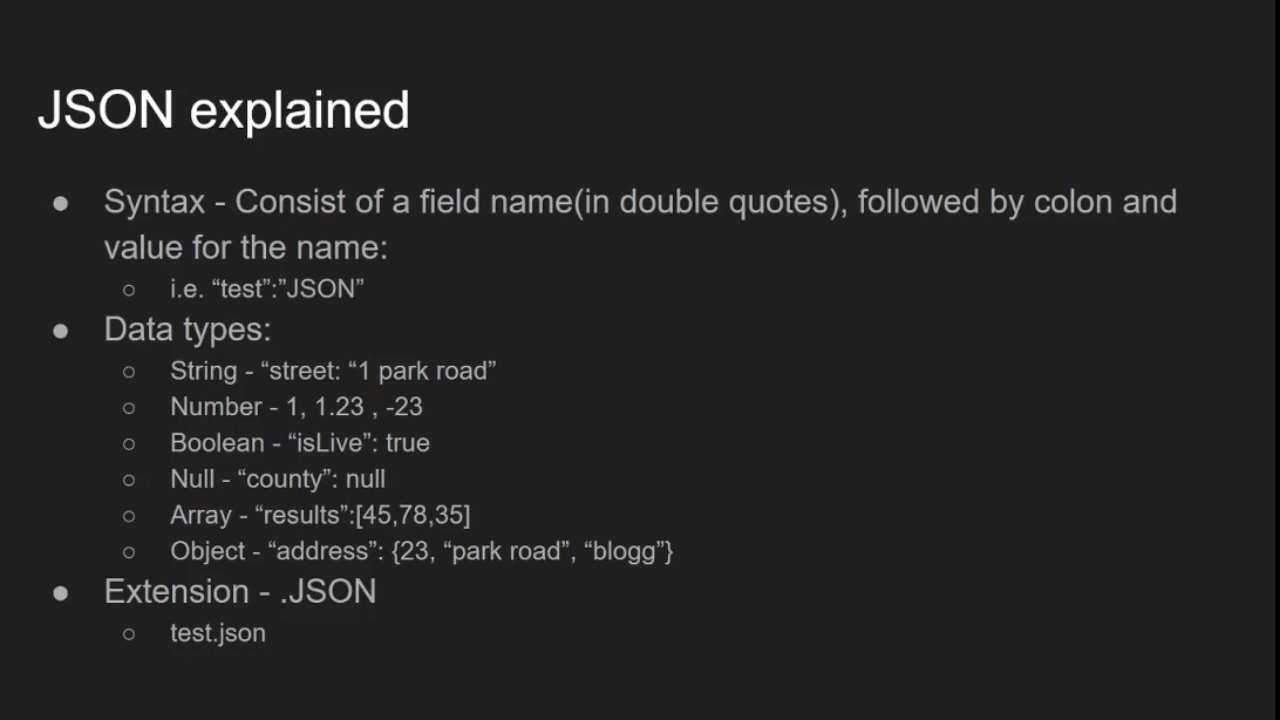 JSON explained
● Syntax - Consist of a field name(in double quotes), followed by colon and
value for the name:
○ i.e. “test”:”JSON”
● Data types:
○ String - “street: “1 park road”
○ Number - 1, 1.23 , -23
○ Boolean - “isLive”: true
○ Null - “county”: null
○ Array - “results”:[45,78,35]
○ Object - “address”: {23, “park road”, “blogg”}
● Extension - .JSON
○ test.json